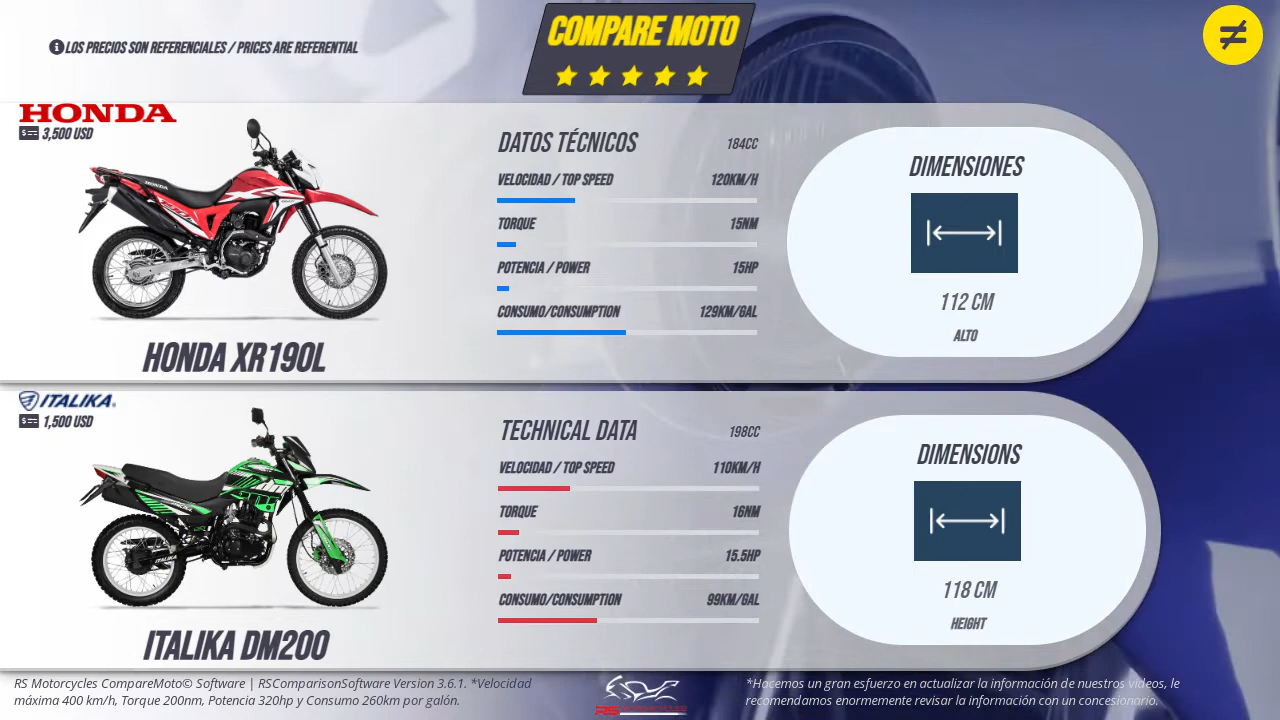 COMPARE MOTO
LOS PRECIOS SON REFERENCIALES / PRICES ARE REFERENTIAL
HONDA
3,500 USD
HONDA
HONDA XR190L
DATOS TÉCNICOS 184CC
VELOCIDAD / TOP SPEED 120KM/H
TORQUE 15NM
POTENCIA / POWER 15HP
CONSUMO/CONSUMPTION 129KM/GAL
DIMENSIONES
112 CM
ALTO
ITALIKA
1,500 USD
ITALIKA
ITALIKA DM200
TECHNICAL DATA 198CC
VELOCIDAD / TOP SPEED 110KM/H
TORQUE 16NM
POTENCIA / POWER 15.5HP
CONSUMO/CONSUMPTION 99KM/GAL
DIMENSIONS
118 CM
HEIGHT
RS Motorcycles CompareMoto© Software | RSComparisonSoftware Version 3.6.1. *Velocidad
máxima 400 km/h, Torque 200nm, Potencia 320hp y Consumo 260km por galón.
RS MOTORCYCLES
*Hacemos un gran esfuerzo en actualizar la información de nuestros videos, le
recomendamos enormemente revisar la información con un concesionario.